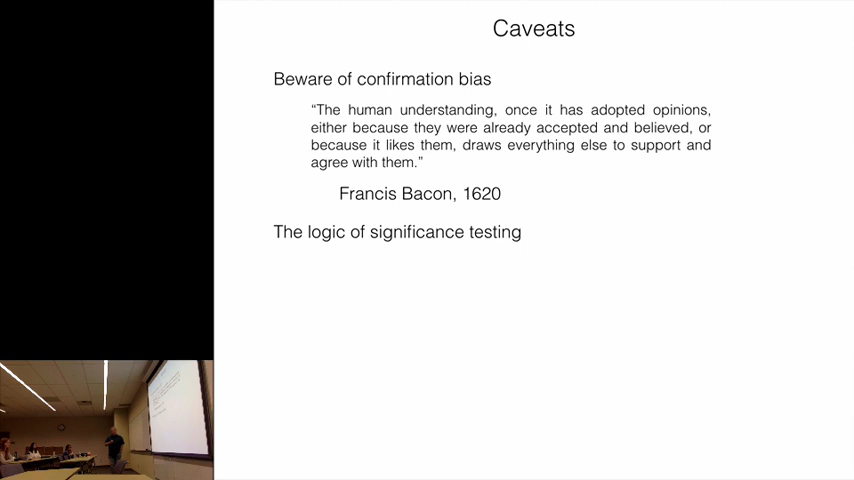 Caveats
Beware of confirmation bias
“The human understanding, once it has adopted opinions,
either because they were already accepted and believed, or
because it likes them, draws everything else to support and
agree with them.”
Francis Bacon, 1620
The logic of significance testing